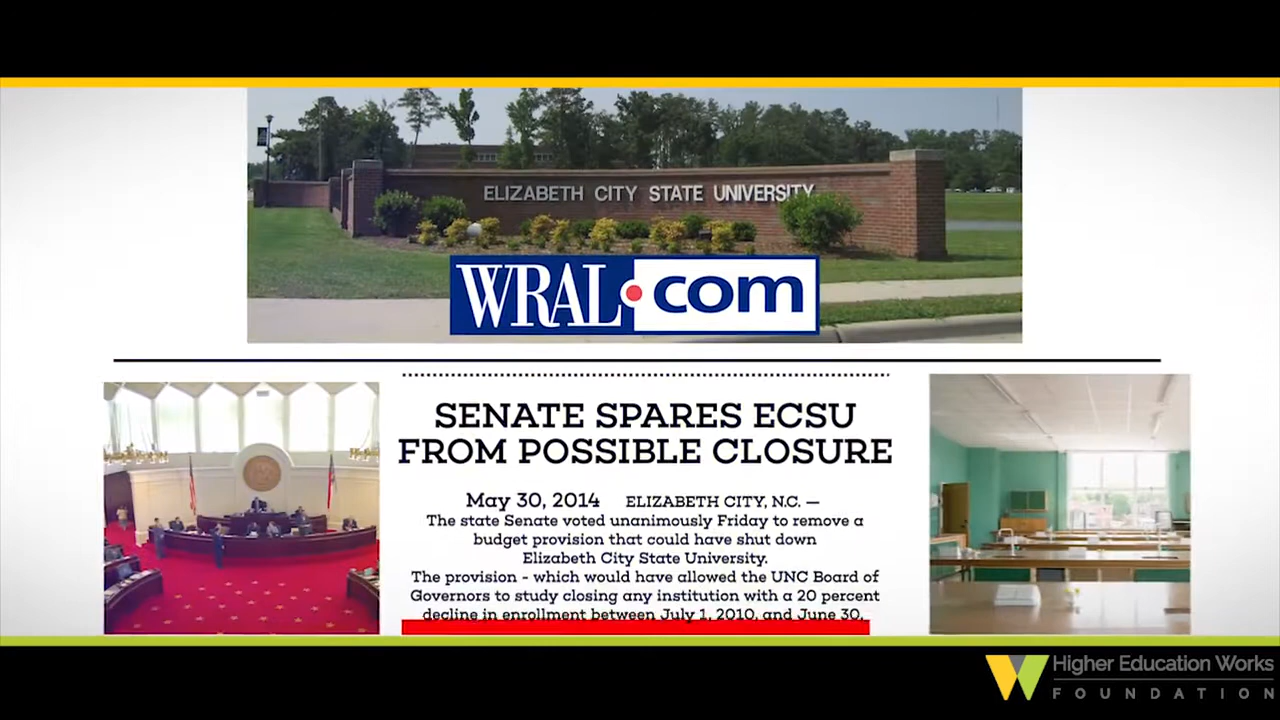 ELIZABETH CITY STATE UNIVERSITY
WRAL.com
SENATE SPARES ECSU
FROM POSSIBLE CLOSURE
May 30, 2014 ELIZABETH CITY, N.C. —
The state Senate voted unanimously Friday to remove a
budget provision that could have shut down
Elizabeth City State University.
The provision - which would have allowed the UNC Board of
Governors to study closing any institution with a 20 percent
decline in enrollment between July 1, 2010, and June 30,
Higher Education Works
FOUNDATION